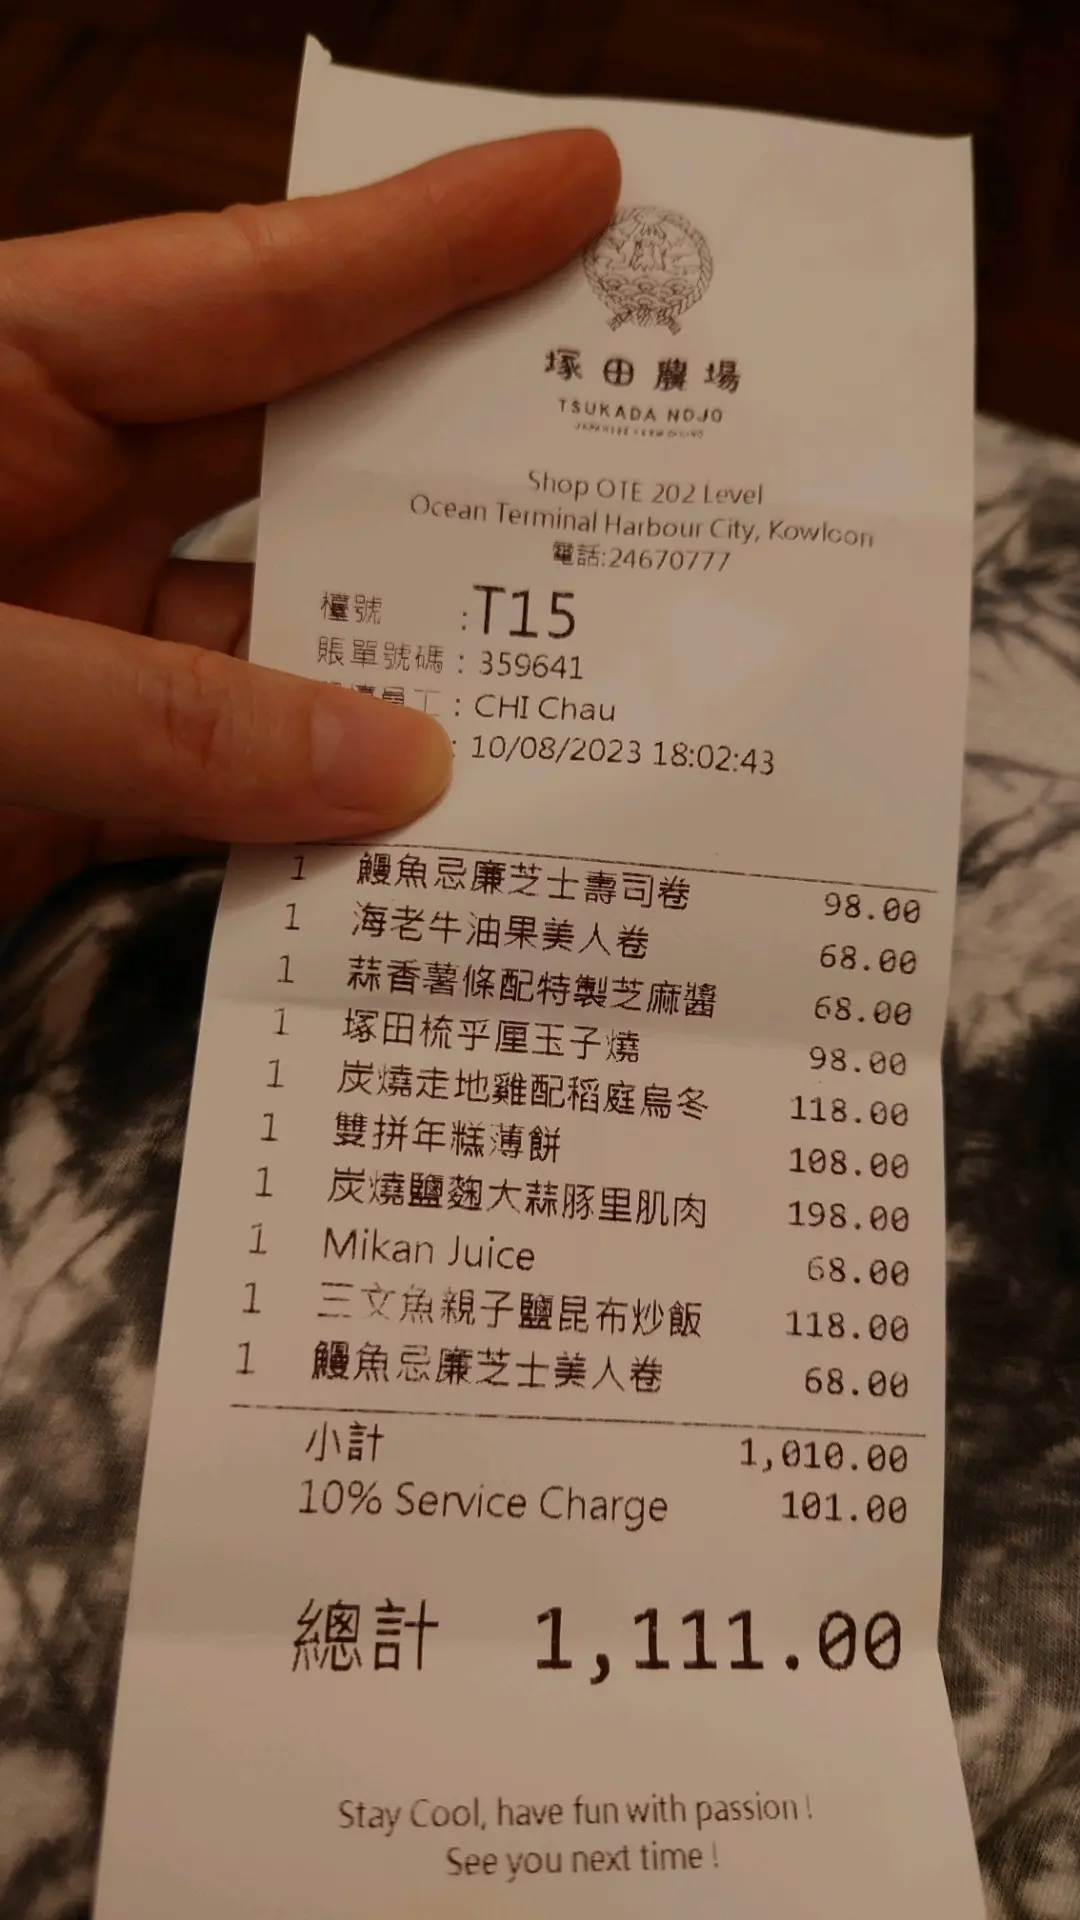 塚田農場
TSUKADA NOJO
Shop OTE 202 Level
Ocean Terminal Harbour City, Kowloon
電話:24670777
檯號 :T15
賬單號碼 : 359641
員工 : CHI Chau
: 10/08/2023 18:02:43
1 鰻魚忌廉芝士壽司卷 98.00
1 海老牛油果美人卷 68.00
1 蒜香薯條配特製芝麻醬 68.00
1 塚田梳乎厘玉子燒 98.00
1 炭燒走地雞配稻庭烏冬 118.00
1 雙拼年糕薄餅 108.00
1 炭燒鹽麴大蒜豚里肌肉 198.00
1 Mikan Juice 68.00
1 三文魚親子鹽昆布炒飯 118.00
1 鰻魚忌廉芝士美人卷 68.00
小計 1,010.00
10% Service Charge 101.00
總計 1,111.00
Stay Cool, have fun with passion !
See you next time !